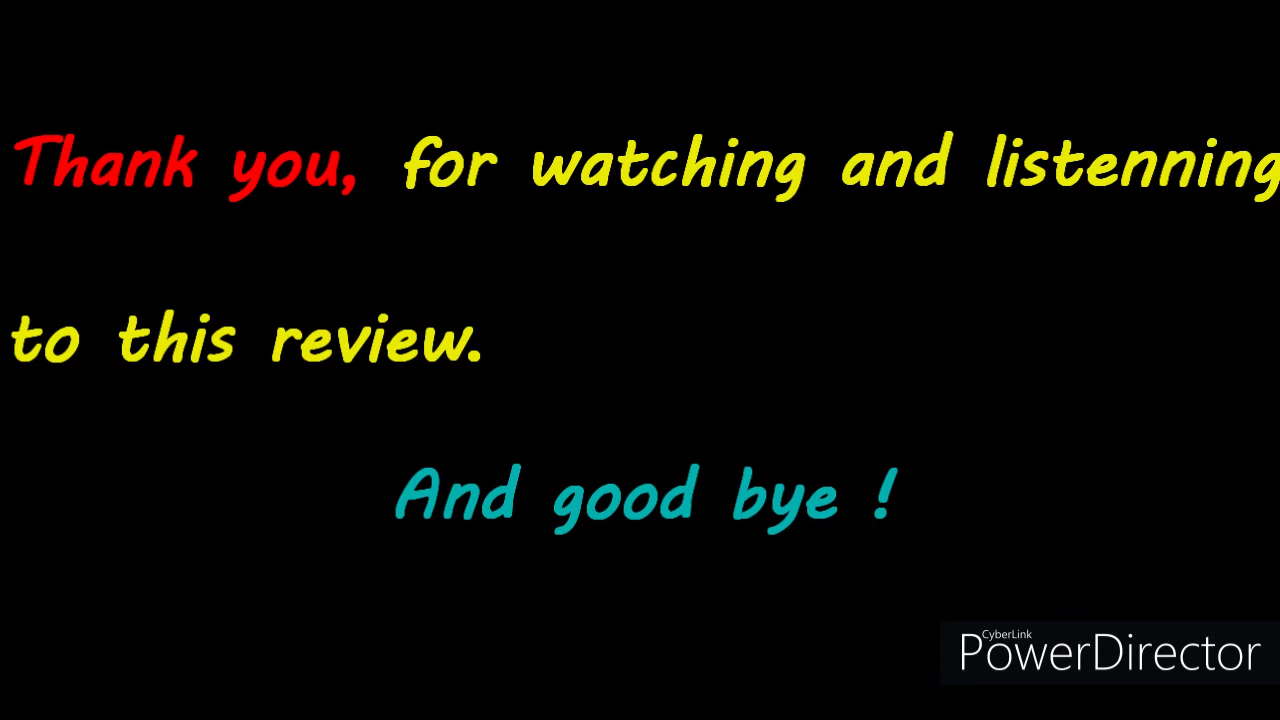 Thank you, for watching and listenning
to this review.
And good bye !
CyberLink
PowerDirector